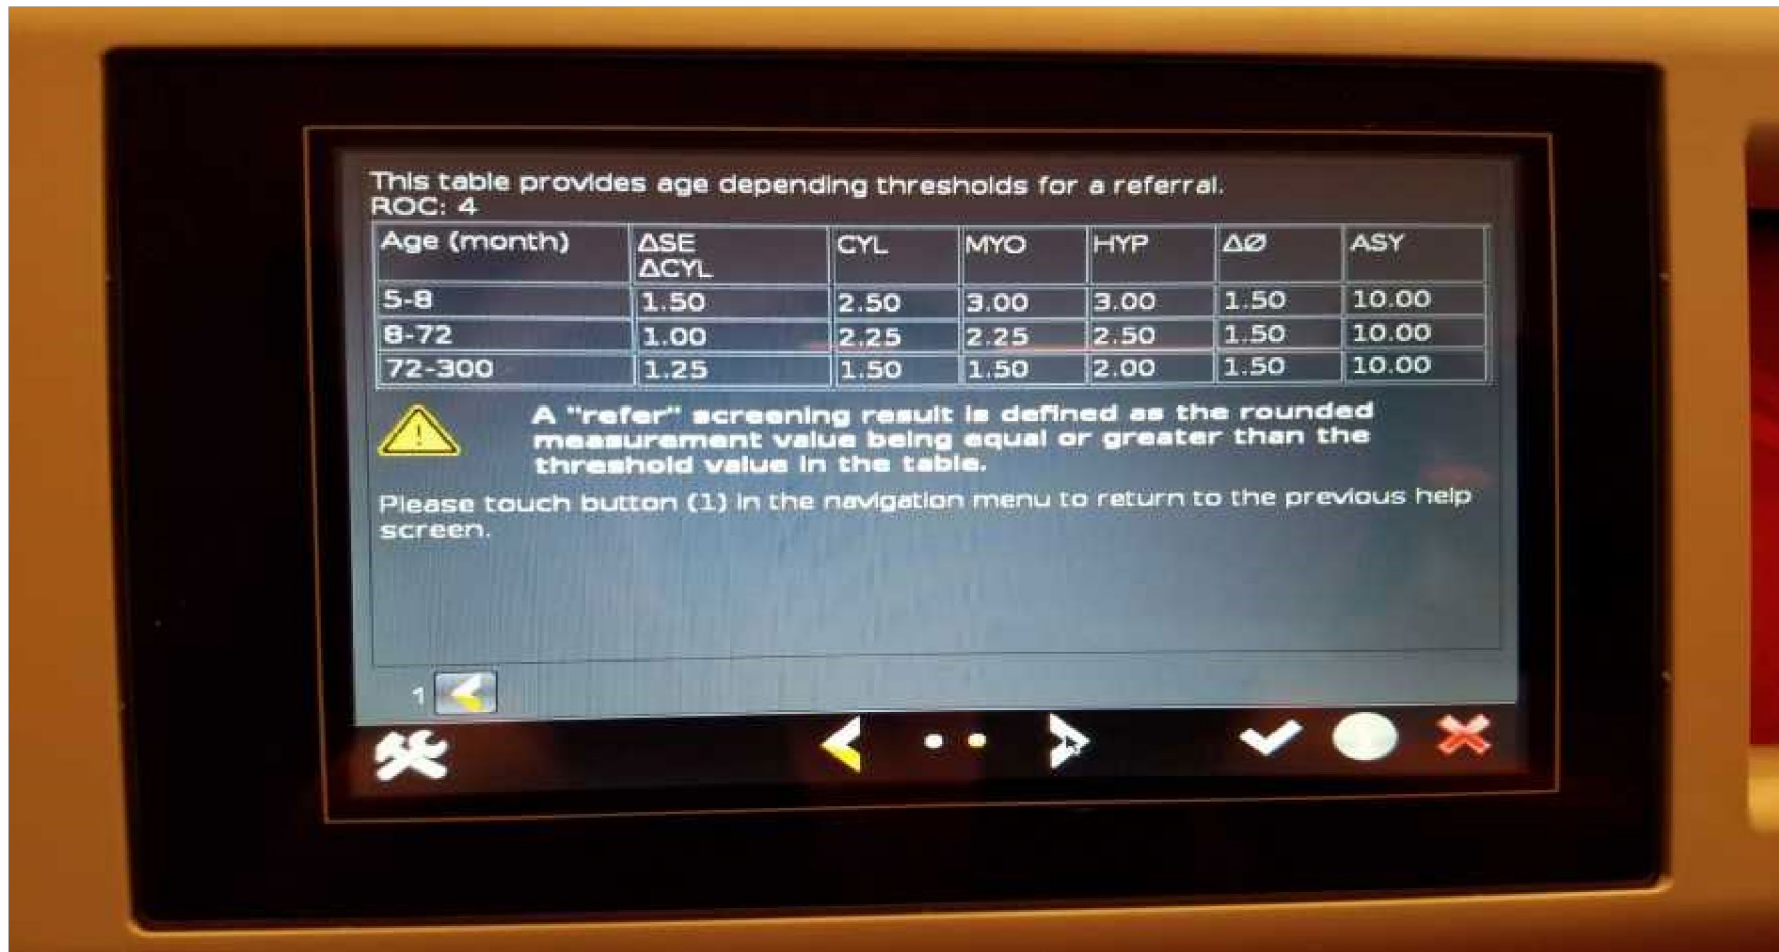 This table provides age depending thresholds for a referral.
ROC: 4
Age (month) ΔSE ΔCYL CYL MYO HYP ΔØ ASY
5-8 1.50 2.50 3.00 3.00 1.50 10.00
8-72 1.00 2.25 2.25 2.50 1.50 10.00
72-300 1.25 1.50 1.50 2.00 1.50 10.00
A "refer" screening result is defined as the rounded
measurement value being equal or greater than the
threshold value in the table.
Please touch button (1) in the navigation menu to return to the previous help
screen.
1